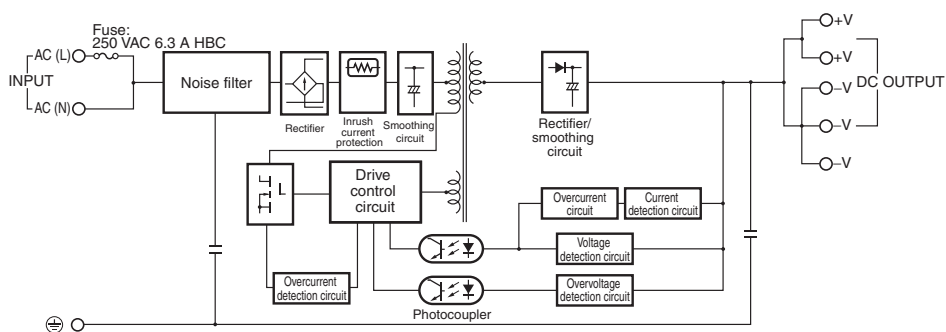 Fuse:
250 VAC 6.3 A HBC
AC (L)
INPUT
AC (N)
Noise filter
Rectifier
Inrush
current
protection
Smoothing
circuit
Rectifier/
smoothing
circuit
+V
+V
–V
DC OUTPUT
–V
–V
Drive
control
circuit
Overcurrent
circuit
Current
detection circuit
Voltage
detection circuit
Overcurrent
detection circuit
Overvoltage
detection circuit
Photocoupler